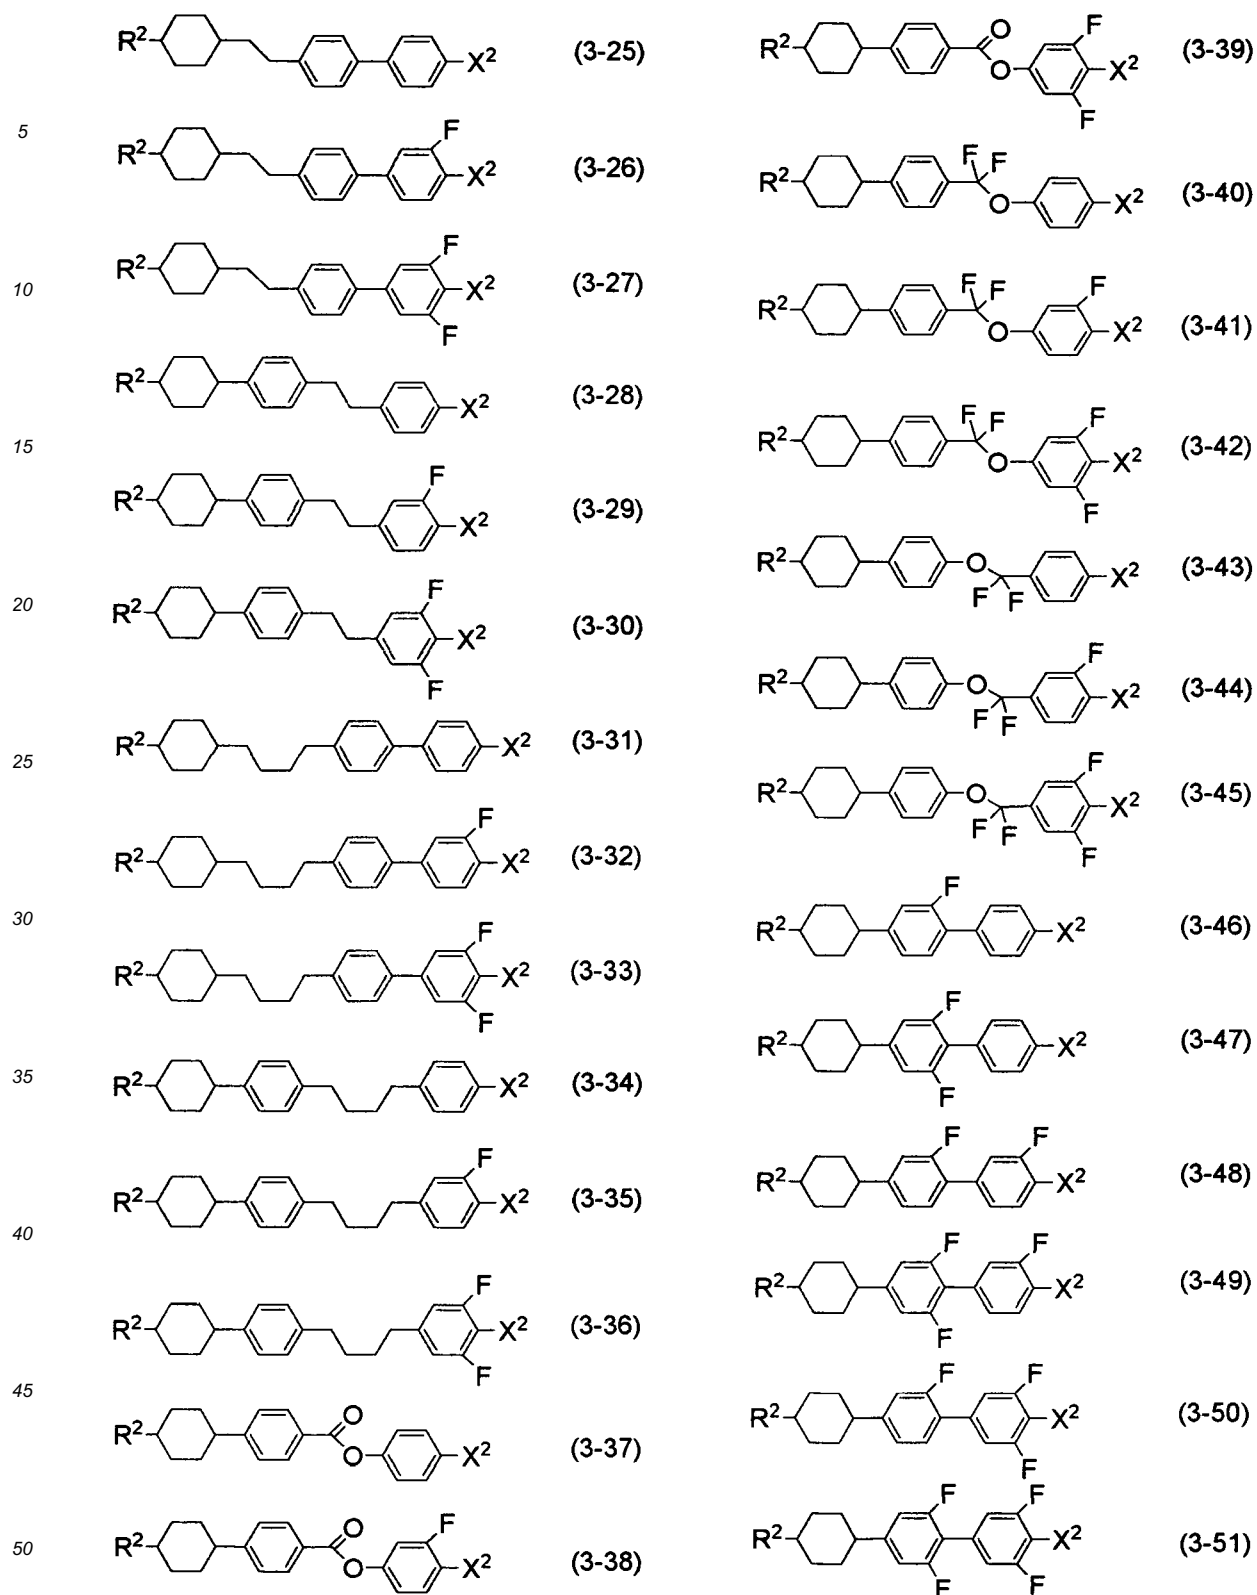 R² X² (3-25)
5
F
R² X² (3-26)
F
R² X² (3-27)
10
F
R² X² (3-28)
15
F
R² X² (3-29)
20
F
R² X² (3-30)
F
R² X² (3-31)
25
F
R² X² (3-32)
30
F
R² X² (3-33)
F
35
R² X² (3-34)
F
R² X² (3-35)
40
F
R² X² (3-36)
F
45
O
R² O X² (3-37)
O F
50
R² O X² (3-38)
O F
R² O X² (3-39)
F
F F
R² O X² (3-40)
F F F
R² O X² (3-41)
F F F
R² O X² (3-42)
F
R² O X² (3-43)
F F
F
R² O X² (3-44)
F F
F
R² O X² (3-45)
F F F
F
R² X² (3-46)
F
R² X² (3-47)
F
F F
R² X² (3-48)
F F
R² X² (3-49)
F
F F
R² X² (3-50)
F
F F
R² X² (3-51)
F F